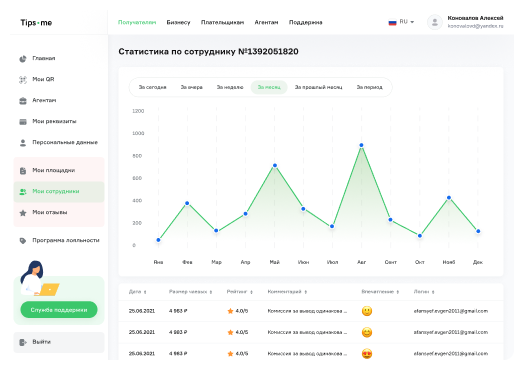 Tips·me
Получателям Бизнесу Плательщикам Агентам Поддержка
RU
Коновалов Алексей
konovalovd@yandex.ru
Статистика по сотруднику №1392051820
Главная
Мои QR
Агентам
Мои реквизиты
Персональные данные
Мои площадки
Мои сотрудники
Мои отзывы
Программа лояльности
Служба поддержки
Выйти
За сегодня За вчера За неделю За месяц За прошлый месяц За период
1200
1000
800
600
400
200
0
Янв Фев Мар Апр Май Июн Июл Авг Сент Окт Нояб Дек
Дата Размер чаевых Рейтинг Комментарий Впечатление Логин
25.06.2021 4 983 ₽ 4.0/5 Комиссия за вывод одинакова ... afansyef.evgen2011@gmail.com
25.06.2021 4 983 ₽ 4.0/5 Комиссия за вывод одинакова ... afansyef.evgen2011@gmail.com
25.06.2021 4 983 ₽ 4.0/5 Комиссия за вывод одинакова ... afansyef.evgen2011@gmail.com